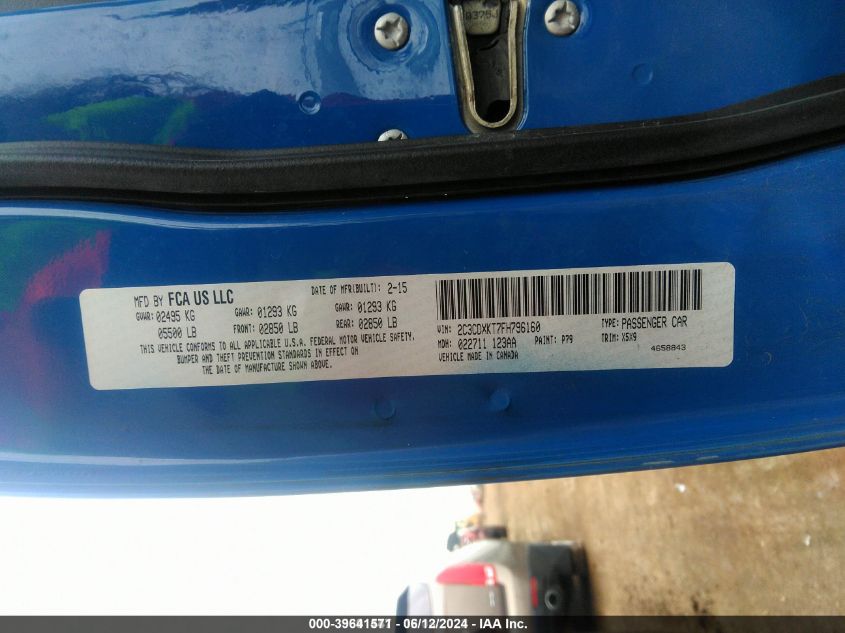 0375J
MFD BY FCA US LLC DATE OF MFR(BUILT): 2-15
GVWR: 02495 KG GAWR: 01293 KG GAWR: 01293 KG
05500 LB FRONT: 02850 LB REAR: 02850 LB
THIS VEHICLE CONFORMS TO ALL APPLICABLE U.S.A. FEDERAL MOTOR VEHICLE SAFETY,
BUMPER AND THEFT PREVENTION STANDARDS IN EFFECT ON
THE DATE OF MANUFACTURE SHOWN ABOVE.
VIN: 2C3CDXKT7FH796160 TYPE: PASSENGER CAR
MDH: 022711 123AA PAINT: P79 TRIM: X5X9
VEHICLE MADE IN CANADA 4658843
000-39641571 - 06/12/2024 - IAA Inc.